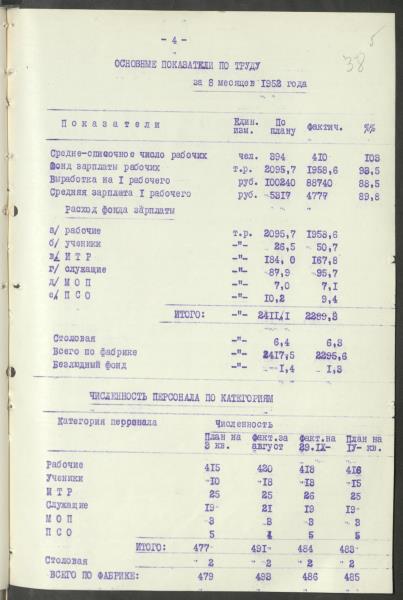 - 4 -
5
38
ОСНОВНЫЕ ПОКАЗАТЕЛИ ПО ТРУДУ
за 8 месяцев 1952 года
Показатели Един. изм. По плану Фактич. %%
Средне-списочное число рабочих чел. 394 410 103
Фонд зарплаты рабочих т.р. 2095,7 1958,6 93,5
Выработка на I рабочего руб. 100240 88740 88,5
Средняя зарплата I рабочего руб. 5317 4777 89,8
Расход фонда зарплаты
а/ рабочие т.р. 2095,7 1958,6
б/ ученики -"- 26,5 50,7
в/ И Т Р -"- 184,0 167,8
г/ служащие -"- 87,9 95,7
д/ М О П -"- 7,0 7,1
е/ П С О -"- 10,2 9,4
ИТОГО: -"- 2411,1 2289,3
Столовая -"- 6,4 6,3
Всего по фабрике -"- 2417,5 2295,6
Безлюдный фонд -"- 1,4 1,3
ЧИСЛЕННОСТЬ ПЕРСОНАЛА ПО КАТЕГОРИЯМ
Категория персонала Численность
План на факт.за факт.на План на
3 кв. август 29.IX- IУ- кв.
Рабочие 415 420 418 416
Ученики 10 18 18 15
И Т Р 25 25 26 25
Служащие 19 21 19 19
М О П 3 3 3 3
П С О 5 4 5 5
ИТОГО: 477 491 484 483
Столовая 2 2 2 2
ВСЕГО ПО ФАБРИКЕ: 479 493 486 485